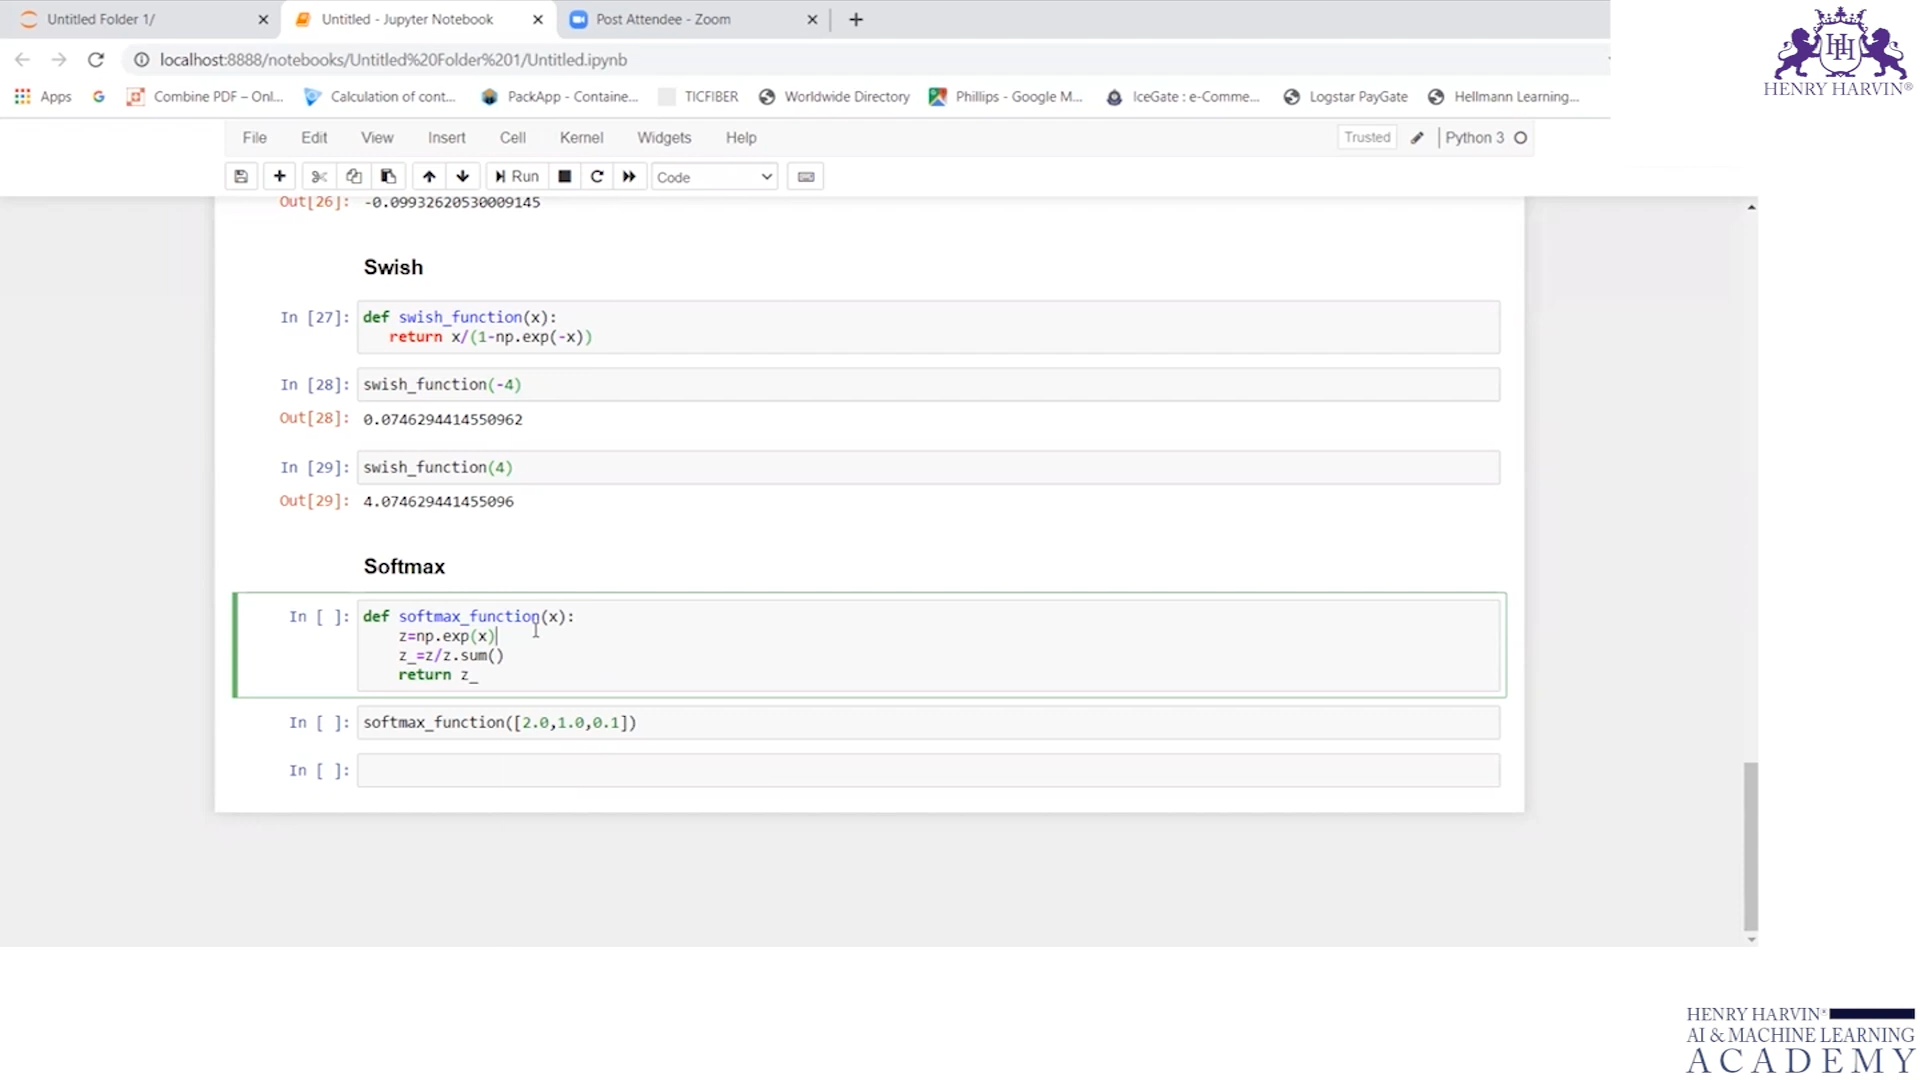 Untitled Folder 1/
Untitled - Jupyter Notebook
Post Attendee - Zoom
HENRY HARVIN®
localhost:8888/notebooks/Untitled%20Folder%201/Untitled.ipynb
Apps
Combine PDF – Onl...
Calculation of cont...
PackApp - Containe...
TICFIBER
Worldwide Directory
Phillips - Google M...
IceGate : e-Comme...
Logstar PayGate
Hellmann Learning...
File Edit View Insert Cell Kernel Widgets Help
Trusted
Python 3
Run
Code
Out[26]: -0.09932620530009145
Swish
In [27]: def swish_function(x):
return x/(1-np.exp(-x))
In [28]: swish_function(-4)
Out[28]: 0.0746294414550962
In [29]: swish_function(4)
Out[29]: 4.074629441455096
Softmax
In [ ]: def softmax_function(x):
z=np.exp(x)
z_=z/z.sum()
return z_
In [ ]: softmax_function([2.0,1.0,0.1])
In [ ]:
HENRY HARVIN®
AI & MACHINE LEARNING
ACADEMY